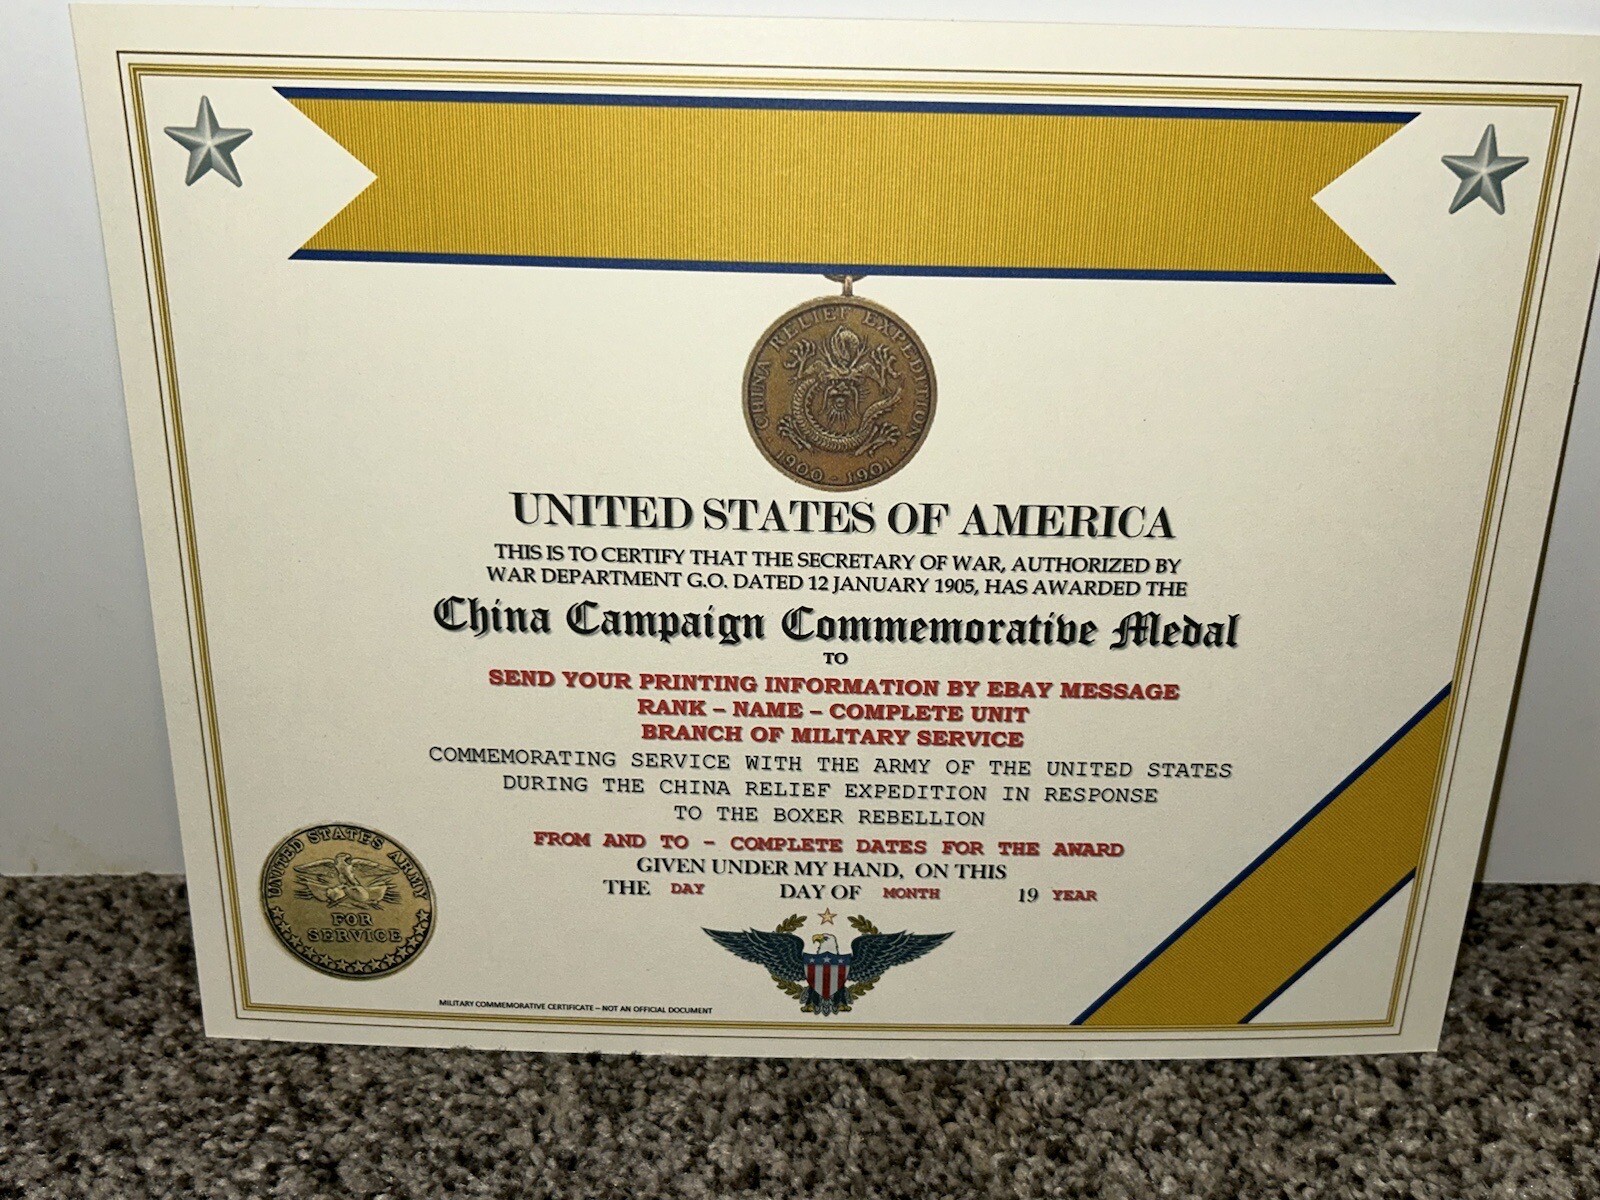 CHINA RELIEF EXPEDITION
1900 - 1901
UNITED STATES OF AMERICA
THIS IS TO CERTIFY THAT THE SECRETARY OF WAR, AUTHORIZED BY
WAR DEPARTMENT G.O. DATED 12 JANUARY 1905, HAS AWARDED THE
China Campaign Commemorative Medal
TO
SEND YOUR PRINTING INFORMATION BY EBAY MESSAGE
RANK – NAME – COMPLETE UNIT
BRANCH OF MILITARY SERVICE
COMMEMORATING SERVICE WITH THE ARMY OF THE UNITED STATES
DURING THE CHINA RELIEF EXPEDITION IN RESPONSE
TO THE BOXER REBELLION
FROM AND TO – COMPLETE DATES FOR THE AWARD
GIVEN UNDER MY HAND, ON THIS
THE DAY DAY OF MONTH 19 YEAR
UNITED STATES ARMY
FOR
SERVICE
MILITARY COMMEMORATIVE CERTIFICATE – NOT AN OFFICIAL DOCUMENT